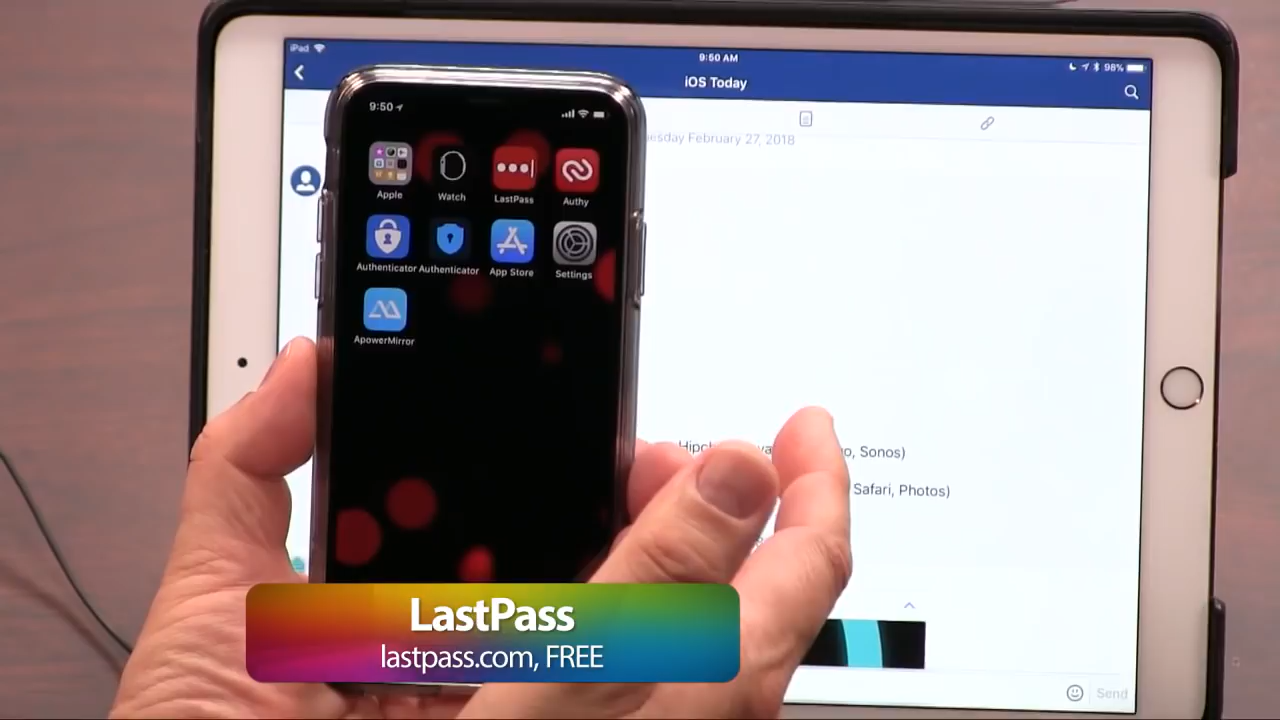 iPad
9:50 AM
98%
iOS Today
9:50
uesday February 27, 2018
Apple
Watch
LastPass
Authy
Authenticator
Authenticator
App Store
Settings
ApowerMirror
o, Sonos)
Safari, Photos)
LastPass
lastpass.com, FREE
Send